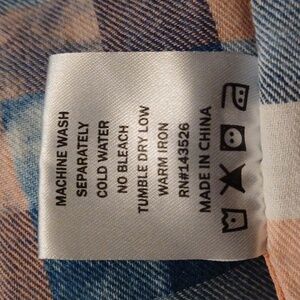 MACHINE WASH
SEPARATELY
COLD WATER
NO BLEACH
TUMBLE DRY LOW
WARM IRON
RN#143526
MADE IN CHINA